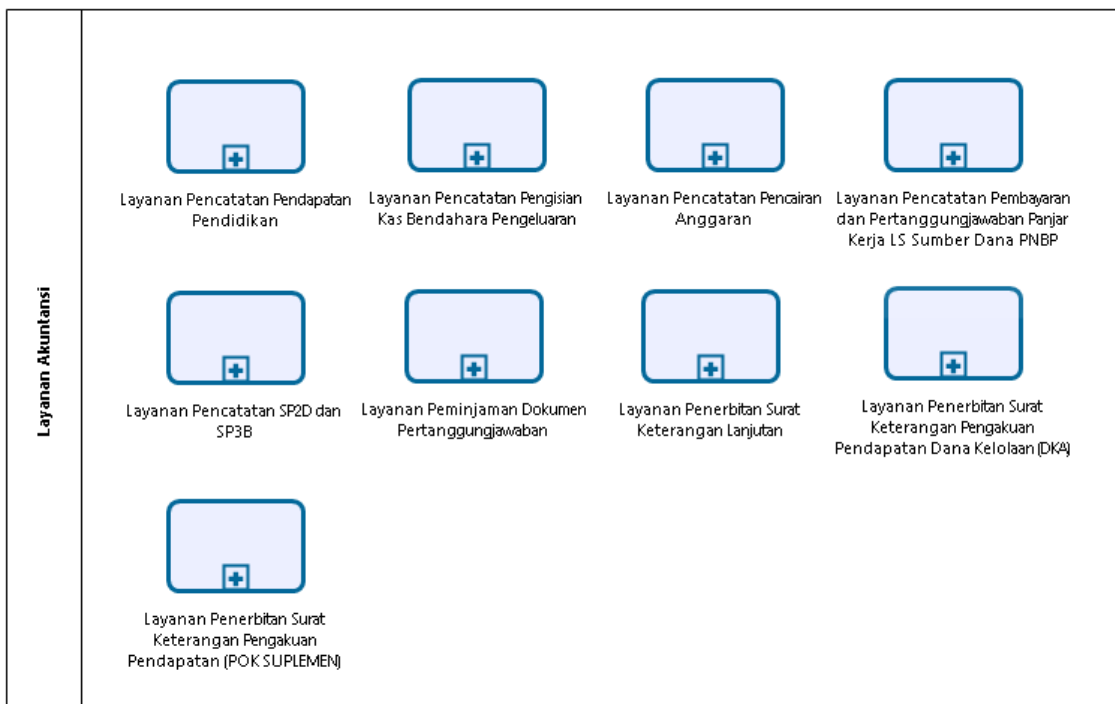 Layanan Akuntansi
Layanan Pencatatan Pendapatan
Pendidikan
Layanan Pencatatan Pengisian
Kas Bendahara Pengeluaran
Layanan Pencatatan Pencairan
Anggaran
Layanan Pencatatan Pembayaran
dan Pertanggungjawaban Panjar
Kerja LS Sumber Dana PNBP
Layanan Pencatatan SP2D dan
SP3B
Layanan Peminjaman Dokumen
Pertanggungjawaban
Layanan Penerbitan Surat
Keterangan Lanjutan
Layanan Penerbitan Surat
Keterangan Pengakuan
Pendapatan Dana Kelolaan (DKA)
Layanan Penerbitan Surat
Keterangan Pengakuan
Pendapatan (POK SUPLEMEN)